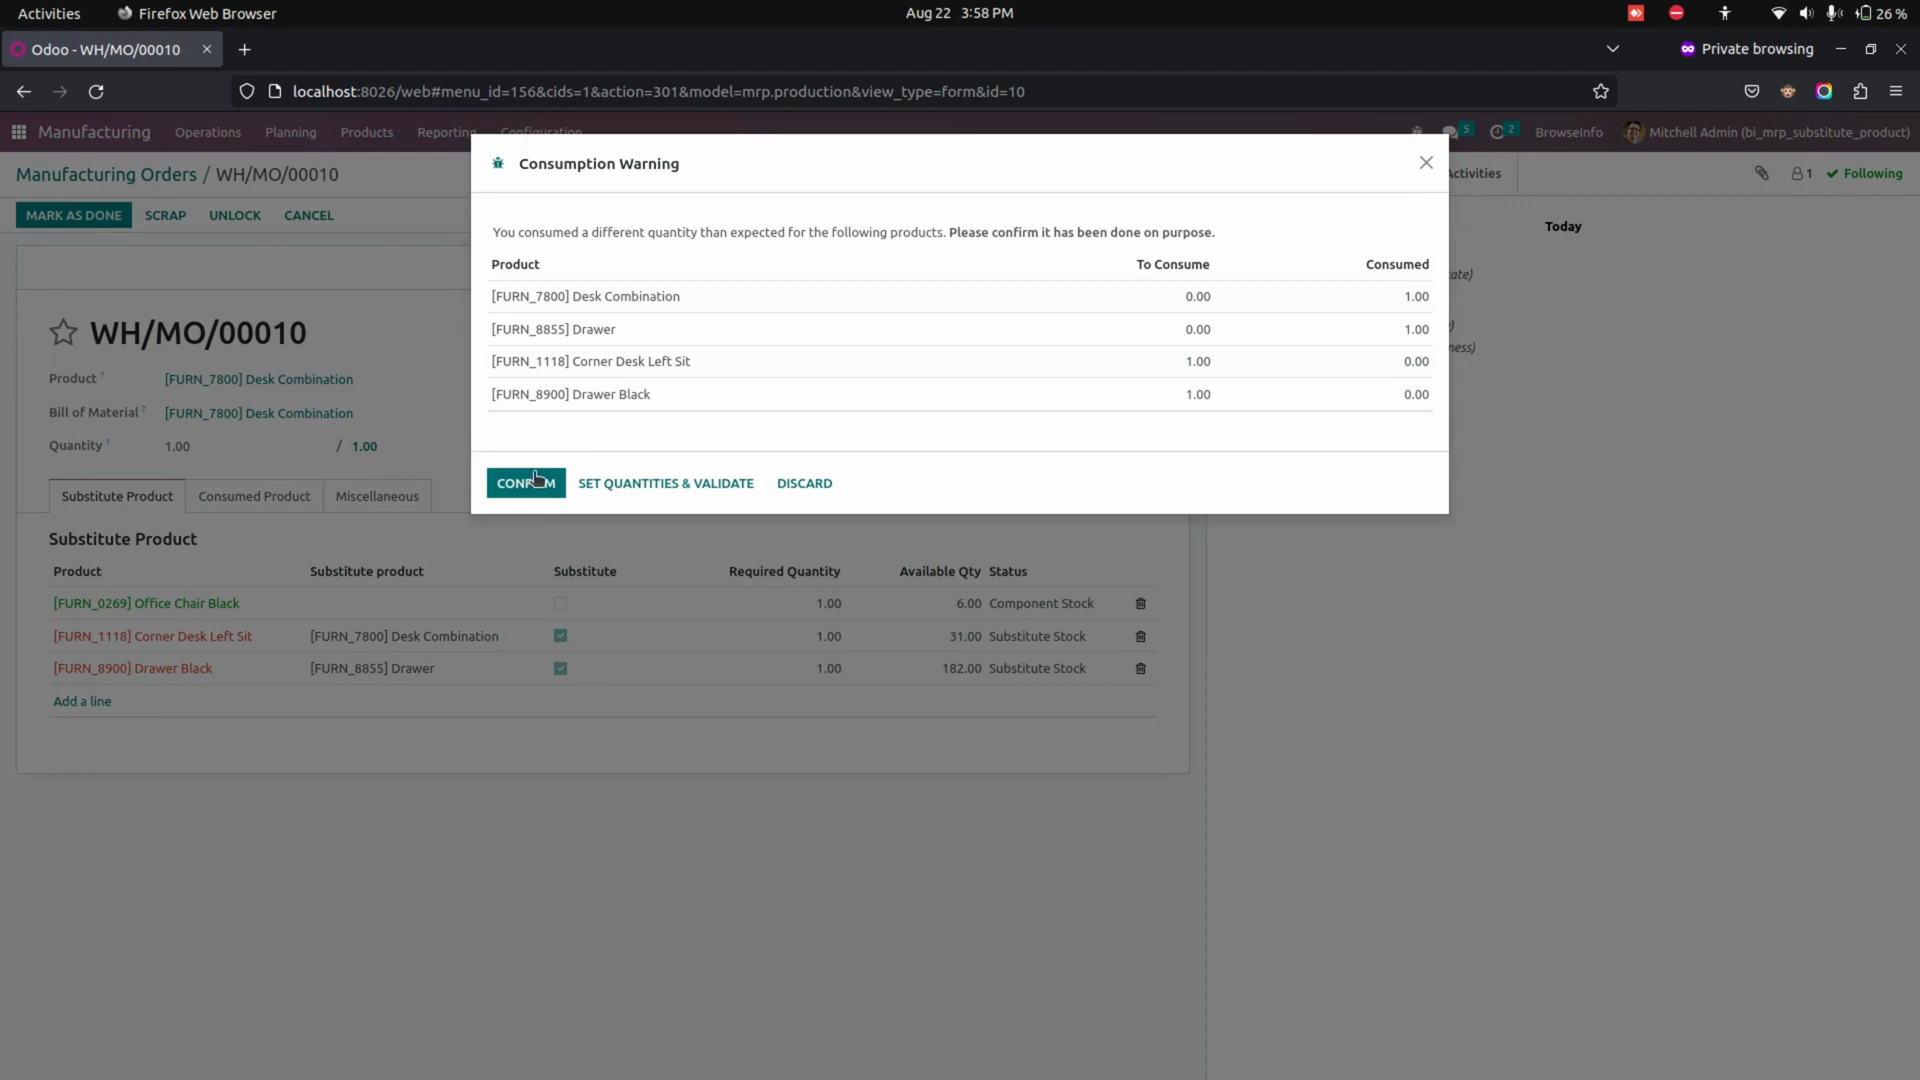 Activities Firefox Web Browser Aug 22 3:58 PM 26 %
Odoo - WH/MO/00010 Private browsing
localhost:8026/web#menu_id=156&cids=1&action=301&model=mrp.production&view_type=form&id=10
Manufacturing Operations Planning Products Reporting Configuration 5 2 BrowseInfo Mitchell Admin (bi_mrp_substitute_product)
Manufacturing Orders / WH/MO/00010 Activities 1 Following
MARK AS DONE SCRAP UNLOCK CANCEL
Today
Consumption Warning
You consumed a different quantity than expected for the following products. Please confirm it has been done on purpose.
Product To Consume Consumed
[FURN_7800] Desk Combination 0.00 1.00
[FURN_8855] Drawer 0.00 1.00
[FURN_1118] Corner Desk Left Sit 1.00 0.00
[FURN_8900] Drawer Black 1.00 0.00
CONFIRM SET QUANTITIES & VALIDATE DISCARD
WH/MO/00010
Product ? [FURN_7800] Desk Combination
Bill of Material ? [FURN_7800] Desk Combination
Quantity ? 1.00 / 1.00
Substitute Product Consumed Product Miscellaneous
Substitute Product
Product Substitute product Substitute Required Quantity Available Qty Status
[FURN_0269] Office Chair Black 1.00 6.00 Component Stock
[FURN_1118] Corner Desk Left Sit [FURN_7800] Desk Combination 1.00 31.00 Substitute Stock
[FURN_8900] Drawer Black [FURN_8855] Drawer 1.00 182.00 Substitute Stock
Add a line